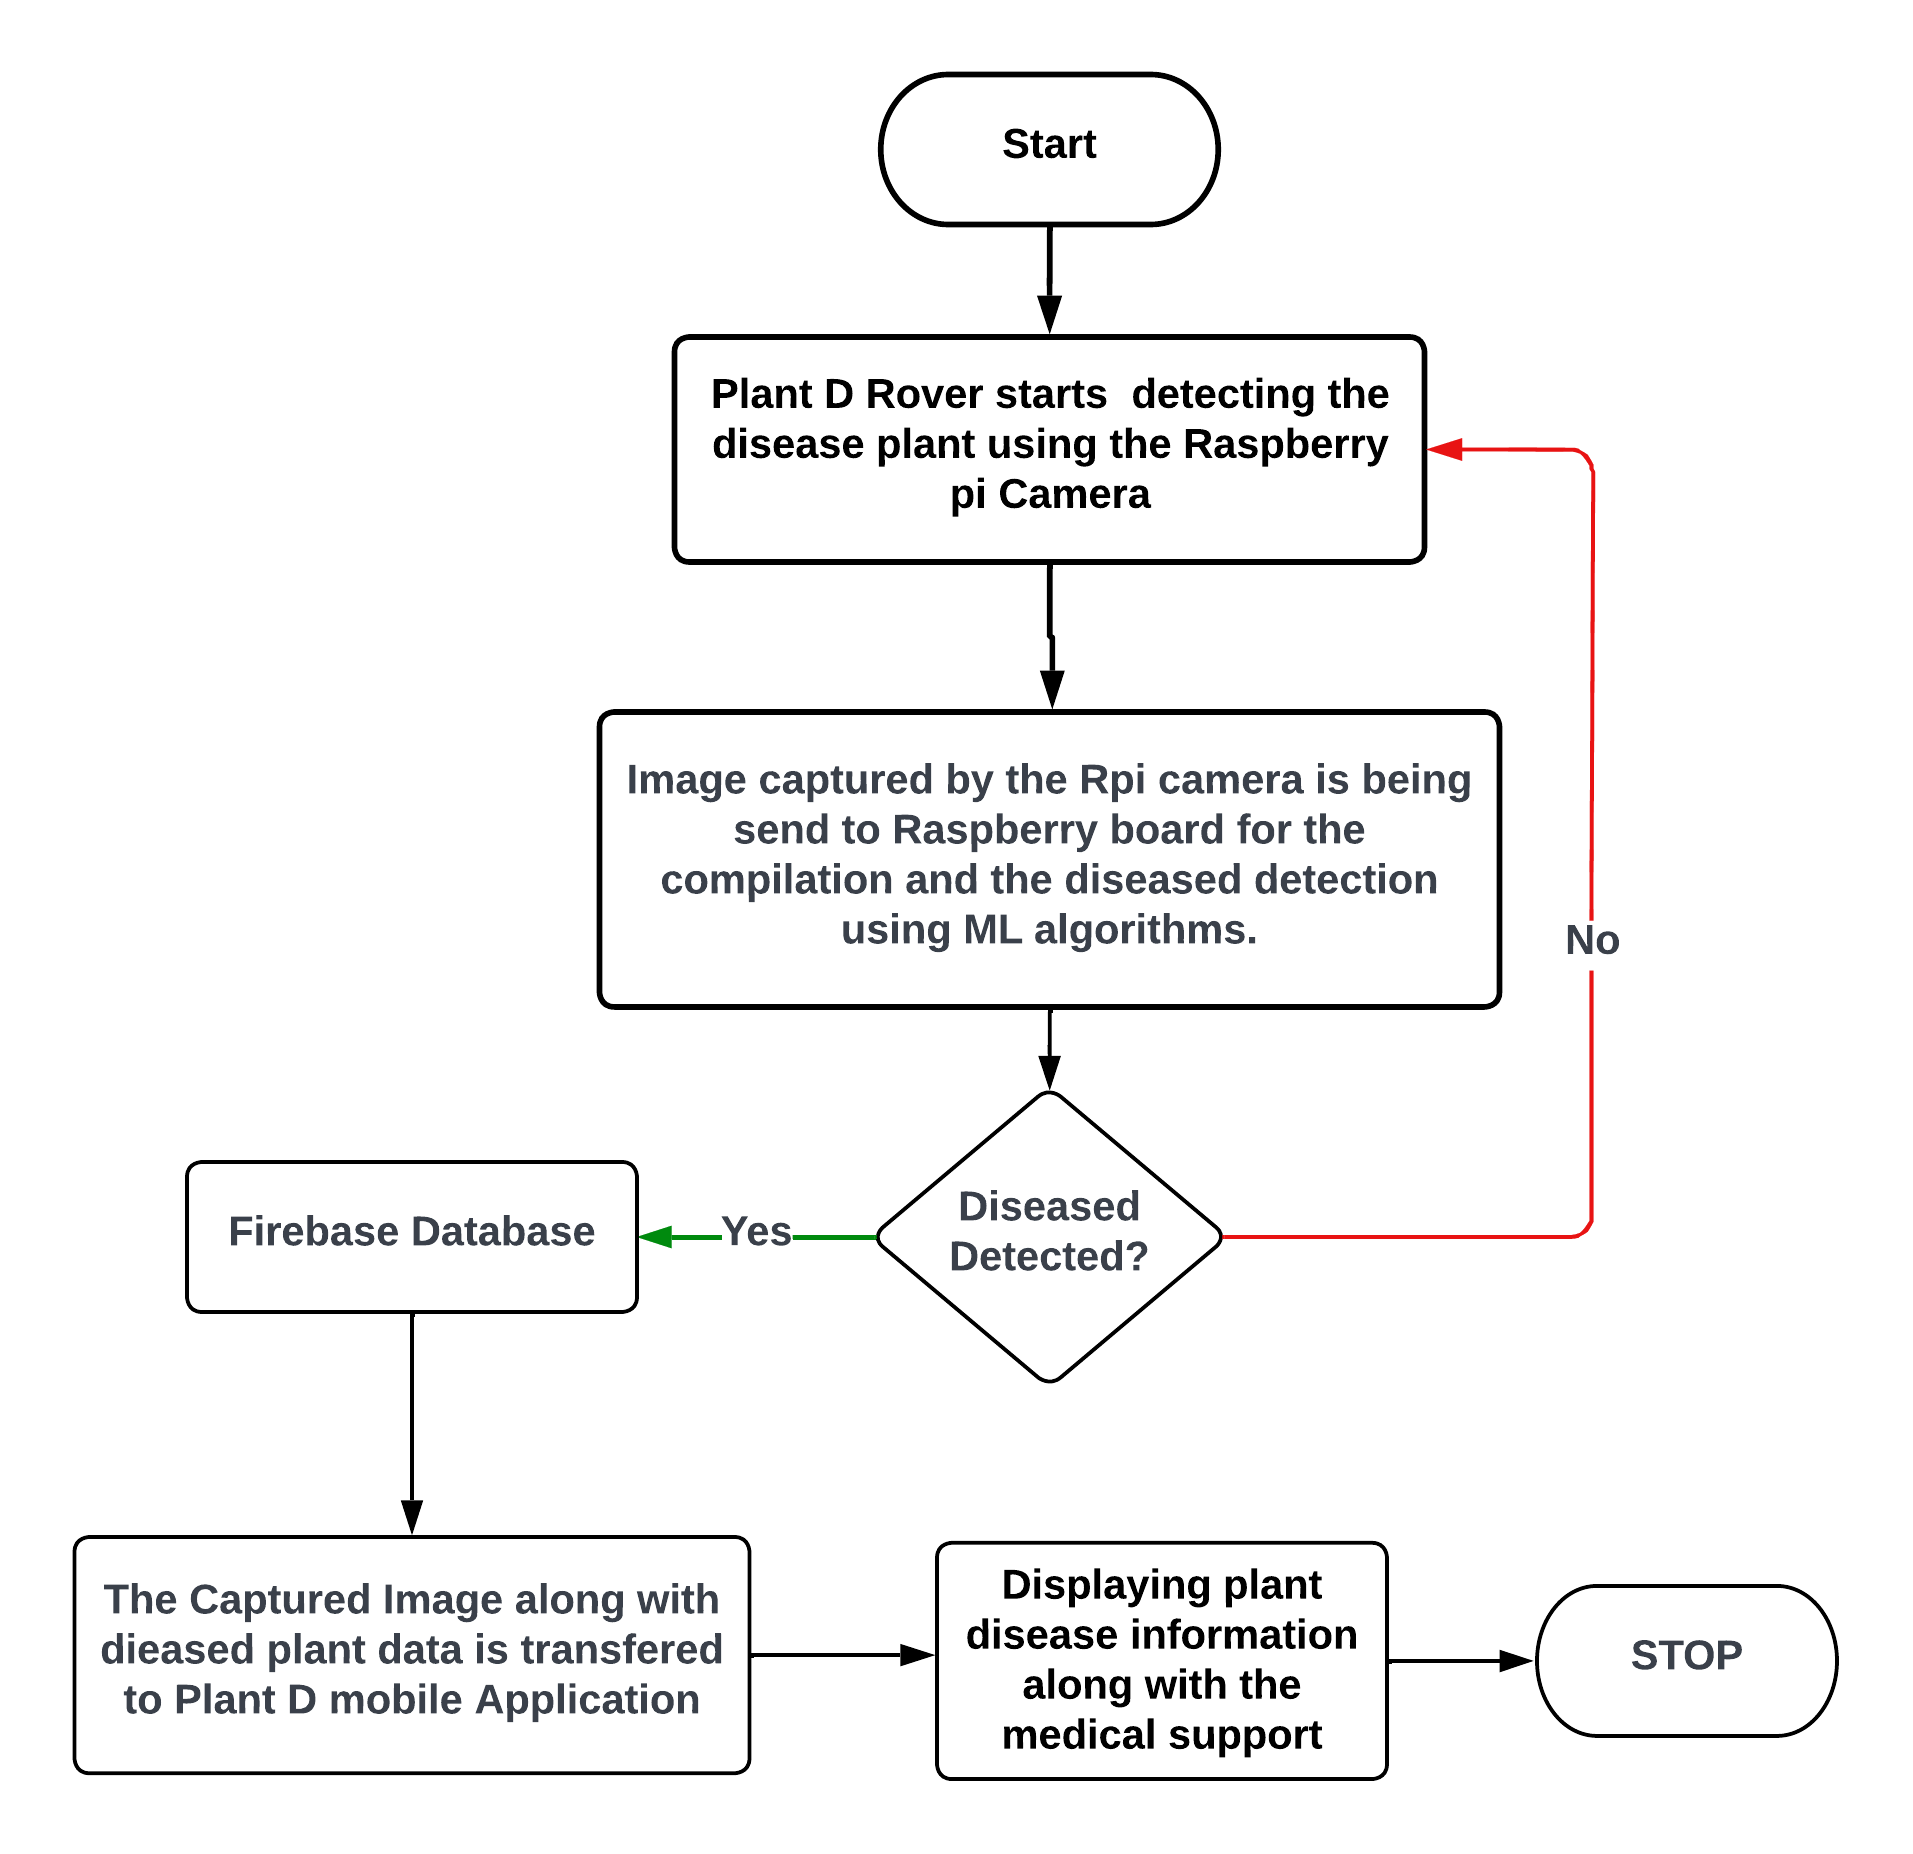 Start
Plant D Rover starts  detecting the
disease plant using the Raspberry
pi Camera
Image captured by the Rpi camera is being
send to Raspberry board for the
compilation and the diseased detection
using ML algorithms.
No
Diseased
Detected?
Yes
Firebase Database
The Captured Image along with
dieased plant data is transfered
to Plant D mobile Application
Displaying plant
disease information
along with the
medical support
STOP